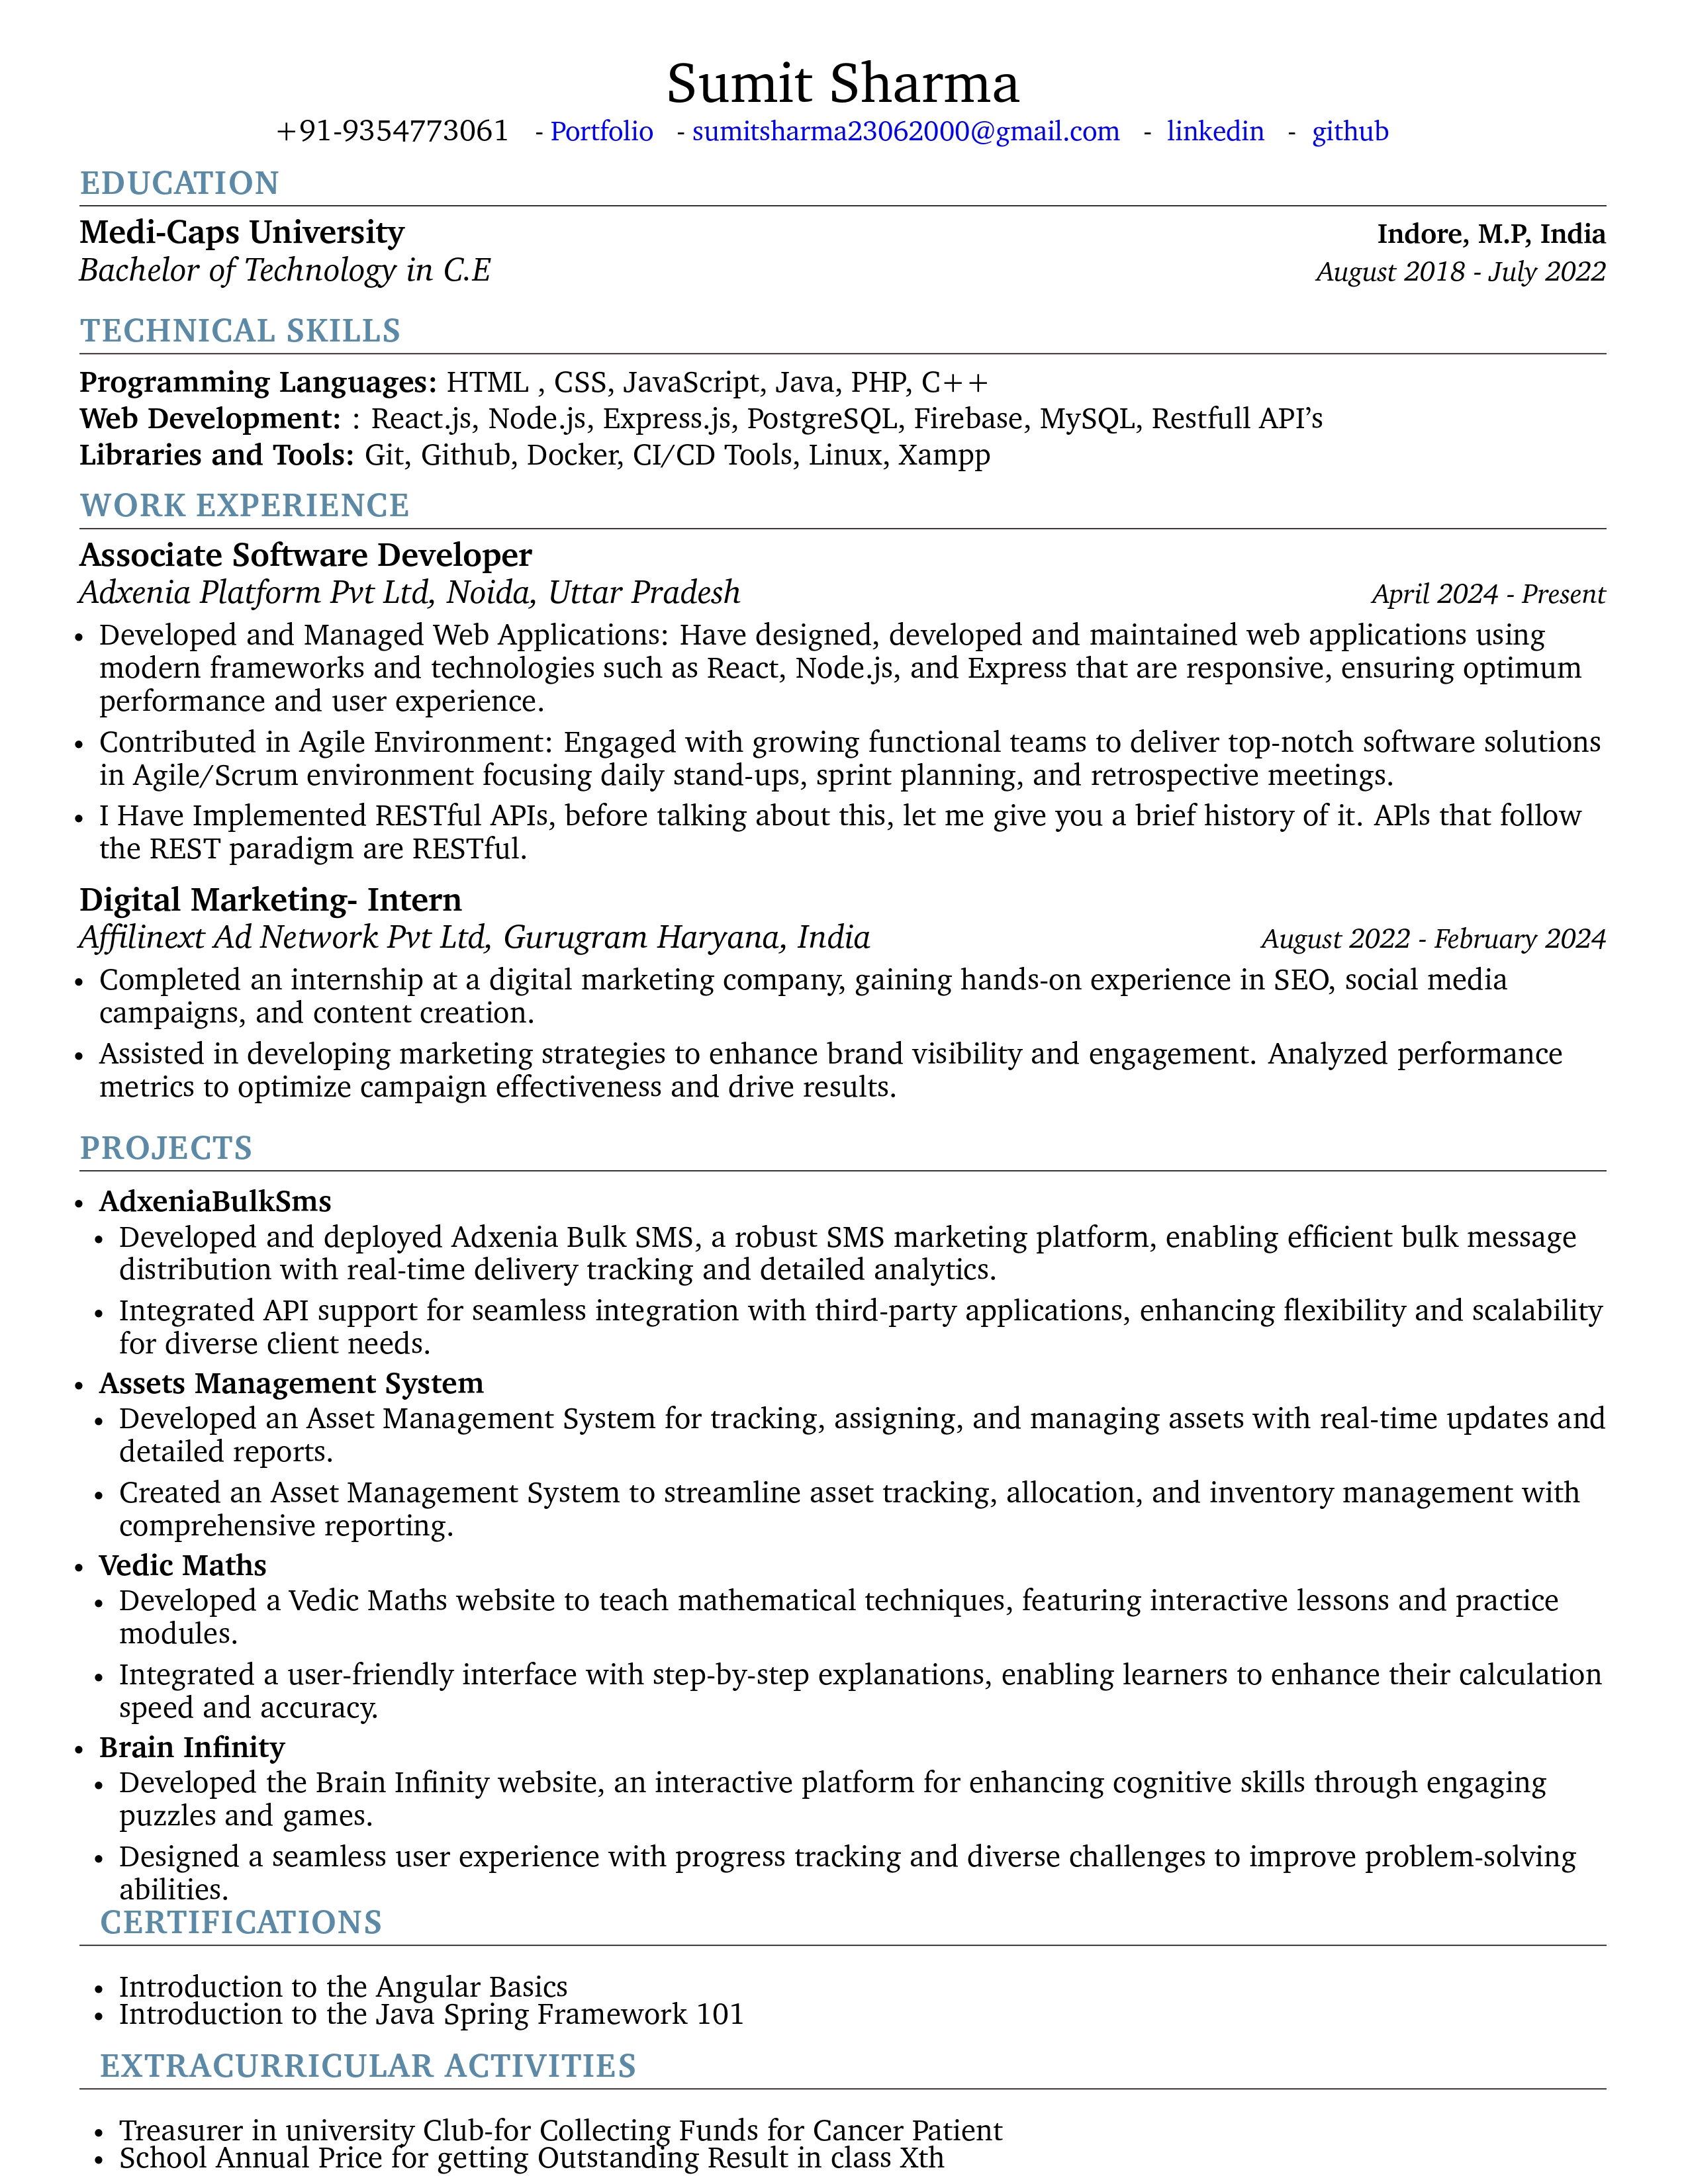 Sumit Sharma
+91-9354773061 - Portfolio - sumitsharma23062000@gmail.com - linkedin - github
EDUCATION
Medi-Caps University Indore, M.P, India
Bachelor of Technology in C.E August 2018 - July 2022
TECHNICAL SKILLS
Programming Languages: HTML , CSS, JavaScript, Java, PHP, C++
Web Development: : React.js, Node.js, Express.js, PostgreSQL, Firebase, MySQL, Restfull API’s
Libraries and Tools: Git, Github, Docker, CI/CD Tools, Linux, Xampp
WORK EXPERIENCE
Associate Software Developer
Adxenia Platform Pvt Ltd, Noida, Uttar Pradesh April 2024 - Present
• Developed and Managed Web Applications: Have designed, developed and maintained web applications using
modern frameworks and technologies such as React, Node.js, and Express that are responsive, ensuring optimum
performance and user experience.
• Contributed in Agile Environment: Engaged with growing functional teams to deliver top-notch software solutions
in Agile/Scrum environment focusing daily stand-ups, sprint planning, and retrospective meetings.
• I Have Implemented RESTful APIs, before talking about this, let me give you a brief history of it. APls that follow
the REST paradigm are RESTful.
Digital Marketing- Intern
Affilinext Ad Network Pvt Ltd, Gurugram Haryana, India August 2022 - February 2024
• Completed an internship at a digital marketing company, gaining hands-on experience in SEO, social media
campaigns, and content creation.
• Assisted in developing marketing strategies to enhance brand visibility and engagement. Analyzed performance
metrics to optimize campaign effectiveness and drive results.
PROJECTS
• AdxeniaBulkSms
• Developed and deployed Adxenia Bulk SMS, a robust SMS marketing platform, enabling efficient bulk message
distribution with real-time delivery tracking and detailed analytics.
• Integrated API support for seamless integration with third-party applications, enhancing flexibility and scalability
for diverse client needs.
• Assets Management System
• Developed an Asset Management System for tracking, assigning, and managing assets with real-time updates and
detailed reports.
• Created an Asset Management System to streamline asset tracking, allocation, and inventory management with
comprehensive reporting.
• Vedic Maths
• Developed a Vedic Maths website to teach mathematical techniques, featuring interactive lessons and practice
modules.
• Integrated a user-friendly interface with step-by-step explanations, enabling learners to enhance their calculation
speed and accuracy.
• Brain Infinity
• Developed the Brain Infinity website, an interactive platform for enhancing cognitive skills through engaging
puzzles and games.
• Designed a seamless user experience with progress tracking and diverse challenges to improve problem-solving
abilities.
CERTIFICATIONS
• Introduction to the Angular Basics
• Introduction to the Java Spring Framework 101
EXTRACURRICULAR ACTIVITIES
• Treasurer in university Club-for Collecting Funds for Cancer Patient
• School Annual Price for getting Outstanding Result in class Xth